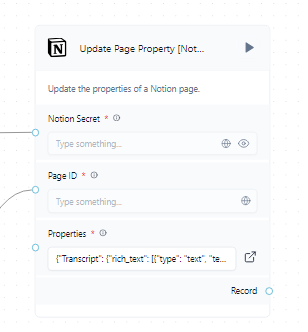 Update Page Property [Not...
Update the properties of a Notion page.
Notion Secret *
Type something...
Page ID *
Type something...
Properties *
{"Transcript": {"rich_text": [{"type": "text", "te...
Record